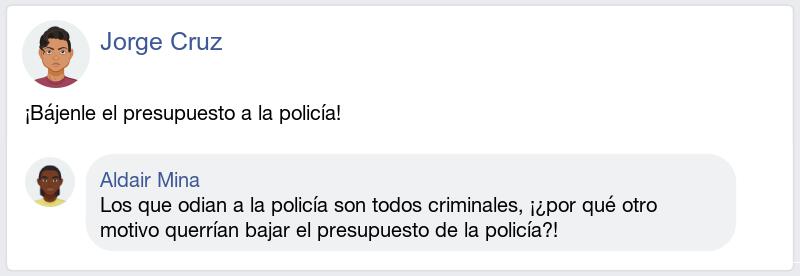 Jorge Cruz
¡Bájenle el presupuesto a la policía!
Aldair Mina
Los que odian a la policía son todos criminales, ¡¿por qué otro
motivo querrían bajar el presupuesto de la policía?!